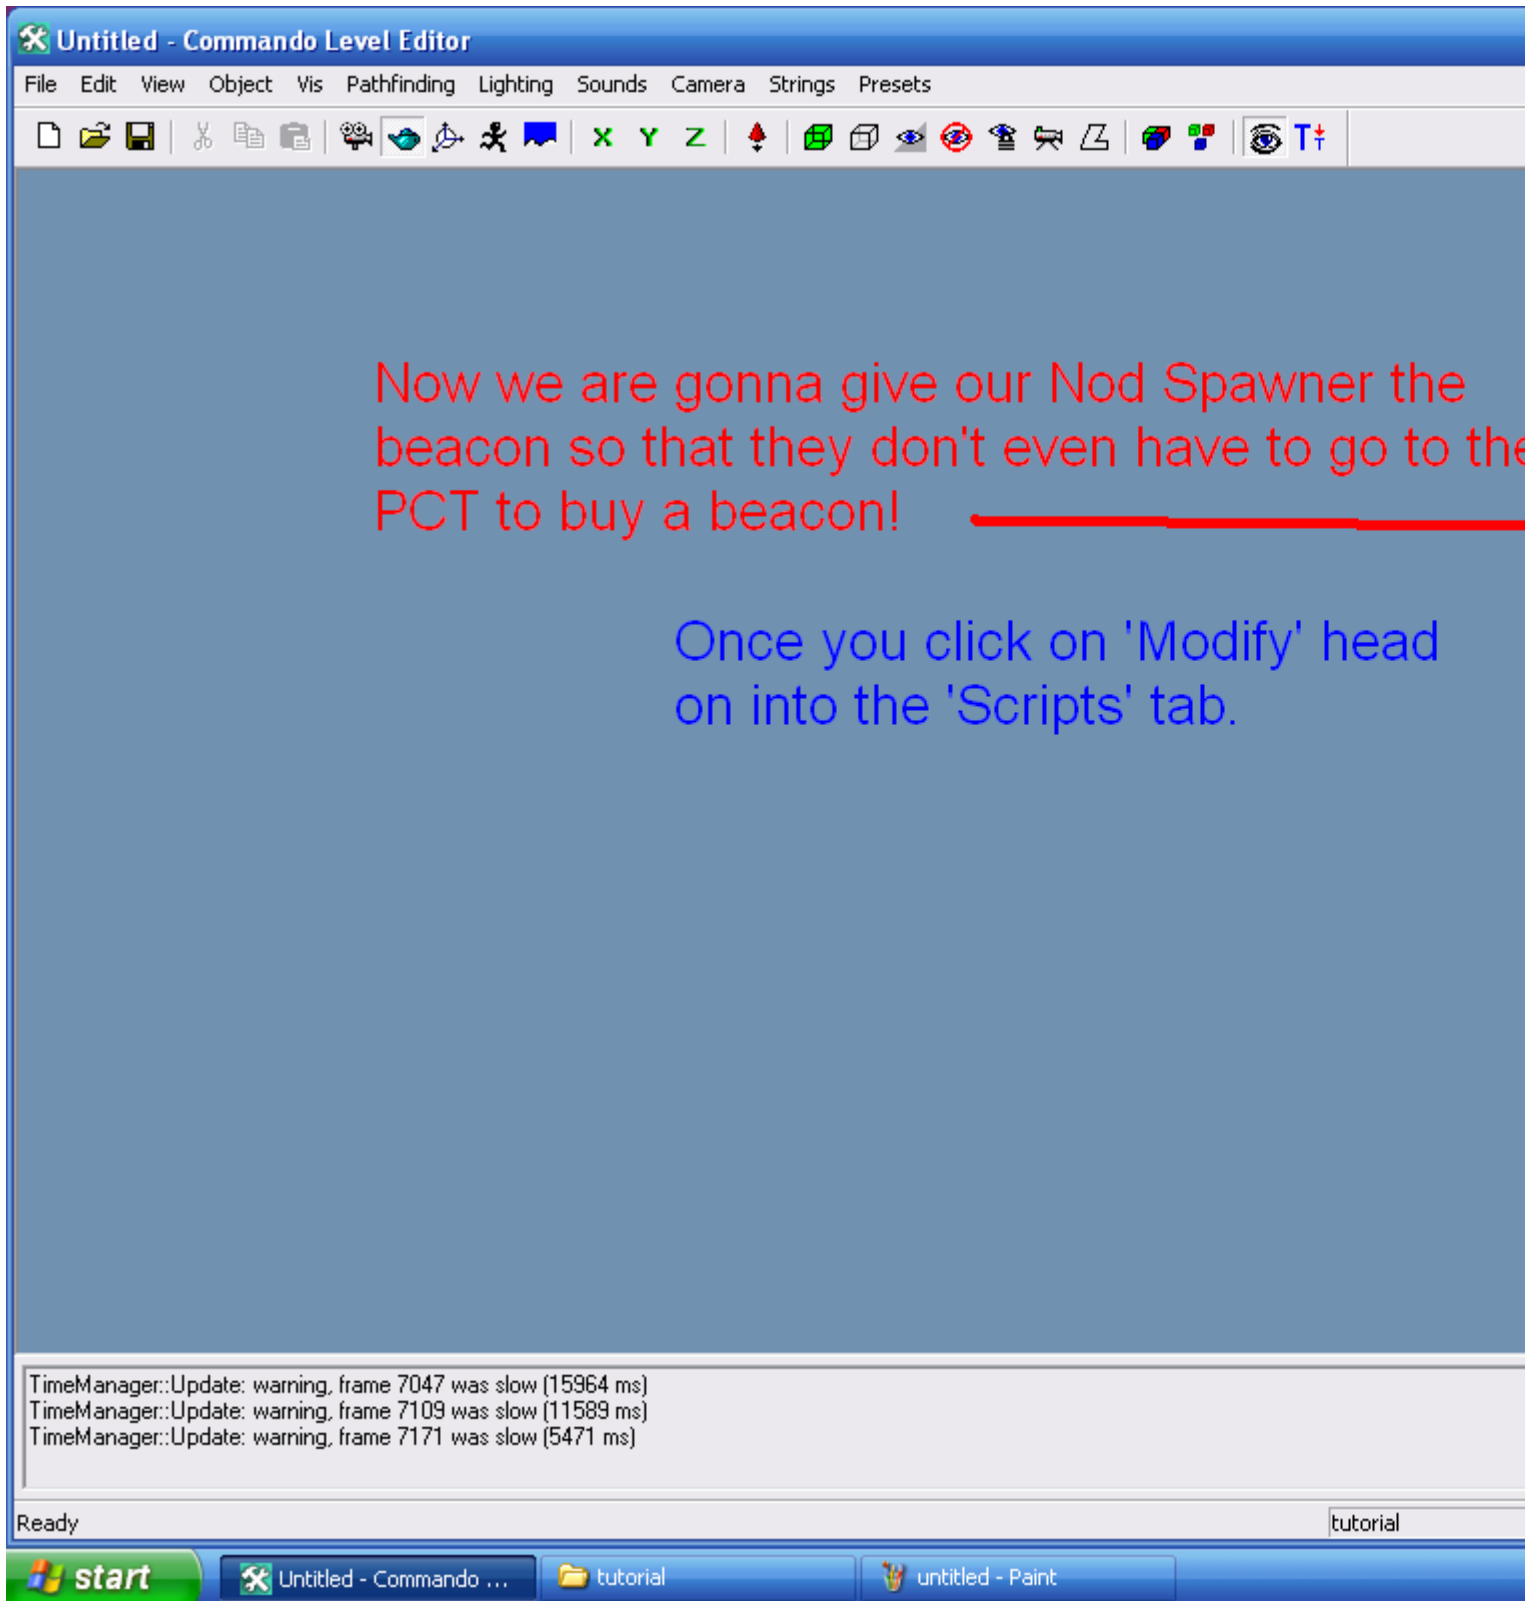 Untitled - Commando Level Editor
File Edit View Object Vis Pathfinding Lighting Sounds Camera Strings Presets
X Y Z T
Now we are gonna give our Nod Spawner the
beacon so that they don't even have to go to the
PCT to buy a beacon!
Once you click on 'Modify' head
on into the 'Scripts' tab.
TimeManager::Update: warning, frame 7047 was slow (15964 ms)
TimeManager::Update: warning, frame 7109 was slow (11589 ms)
TimeManager::Update: warning, frame 7171 was slow (5471 ms)
Ready tutorial
start Untitled - Commando ... tutorial untitled - Paint